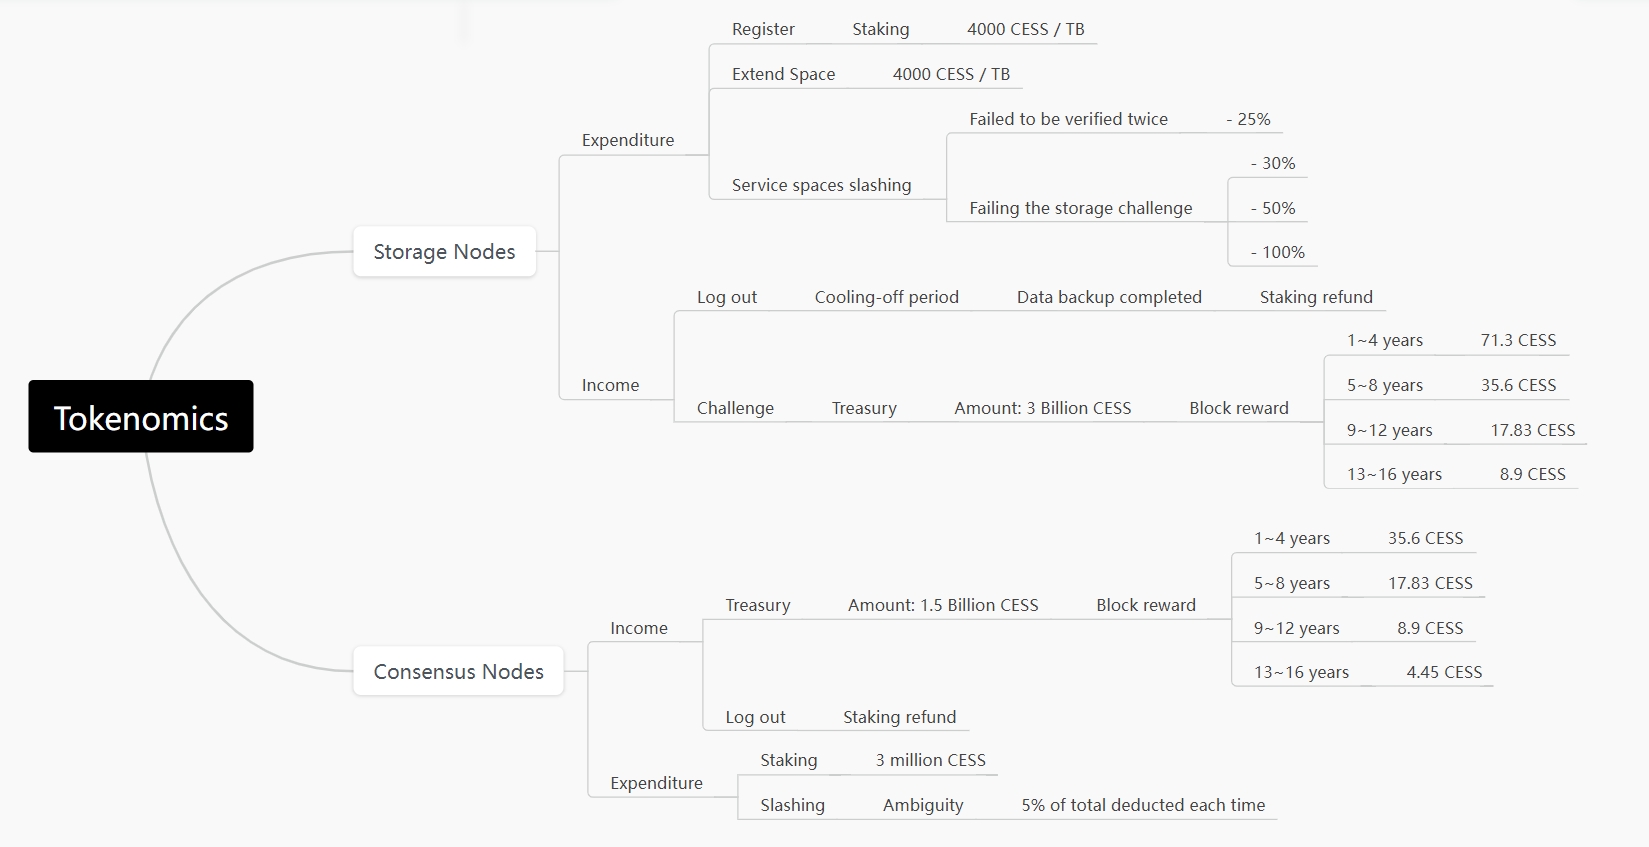 Register Staking 4000 CESS / TB
Extend Space 4000 CESS / TB
Failed to be verified twice - 25%
Expenditure
- 30%
Service spaces slashing
Failing the storage challenge - 50%
Storage Nodes
- 100%
Log out Cooling-off period Data backup completed Staking refund
1~4 years 71.3 CESS
Income
5~8 years 35.6 CESS
Challenge Treasury Amount: 3 Billion CESS Block reward
Tokenomics
9~12 years 17.83 CESS
13~16 years 8.9 CESS
1~4 years 35.6 CESS
5~8 years 17.83 CESS
Treasury Amount: 1.5 Billion CESS Block reward
Income
9~12 years 8.9 CESS
Consensus Nodes
13~16 years 4.45 CESS
Log out Staking refund
Staking 3 million CESS
Expenditure
Slashing Ambiguity 5% of total deducted each time